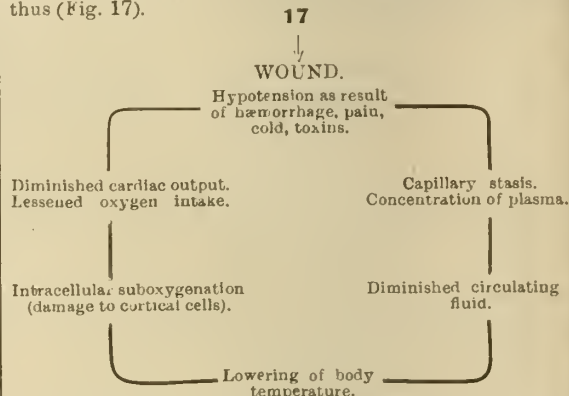 thus (Fig. 17).
17
WOUND.
Hypotension as result
of hæmorrhage, pain,
cold, toxins.
Diminished cardiac output.
Lessened oxygen intake.
Capillary stasis.
Concentration of plasma.
Intracellular suboxygenation
(damage to cortical cells).
Diminished circulating
fluid.
Lowering of body
temperature.